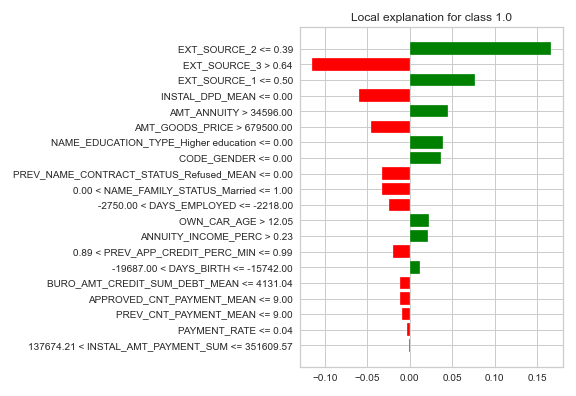 Local explanation for class 1.0
EXT_SOURCE_2 <= 0.39
EXT_SOURCE_3 > 0.64
EXT_SOURCE_1 <= 0.50
INSTAL_DPD_MEAN <= 0.00
AMT_ANNUITY > 34596.00
AMT_GOODS_PRICE > 679500.00
NAME_EDUCATION_TYPE_Higher education <= 0.00
CODE_GENDER <= 0.00
PREV_NAME_CONTRACT_STATUS_Refused_MEAN <= 0.00
0.00 < NAME_FAMILY_STATUS_Married <= 1.00
-2750.00 < DAYS_EMPLOYED <= -2218.00
OWN_CAR_AGE > 12.05
ANNUITY_INCOME_PERC > 0.23
0.89 < PREV_APP_CREDIT_PERC_MIN <= 0.99
-19687.00 < DAYS_BIRTH <= -15742.00
BURO_AMT_CREDIT_SUM_DEBT_MEAN <= 4131.04
APPROVED_CNT_PAYMENT_MEAN <= 9.00
PREV_CNT_PAYMENT_MEAN <= 9.00
PAYMENT_RATE <= 0.04
137674.21 < INSTAL_AMT_PAYMENT_SUM <= 351609.57
−0.10 −0.05 0.00 0.05 0.10 0.15